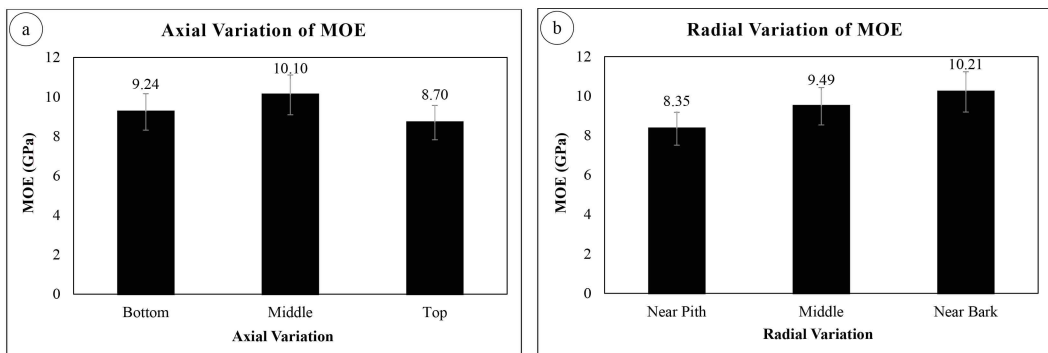 a
Axial Variation of MOE
12
10
8
6
4
2
0
MOE (GPa)
9.24
10.10
8.70
Bottom
Middle
Top
Axial Variation
b
Radial Variation of MOE
12
10
8
6
4
2
0
MOE (GPa)
8.35
9.49
10.21
Near Pith
Middle
Near Bark
Radial Variation